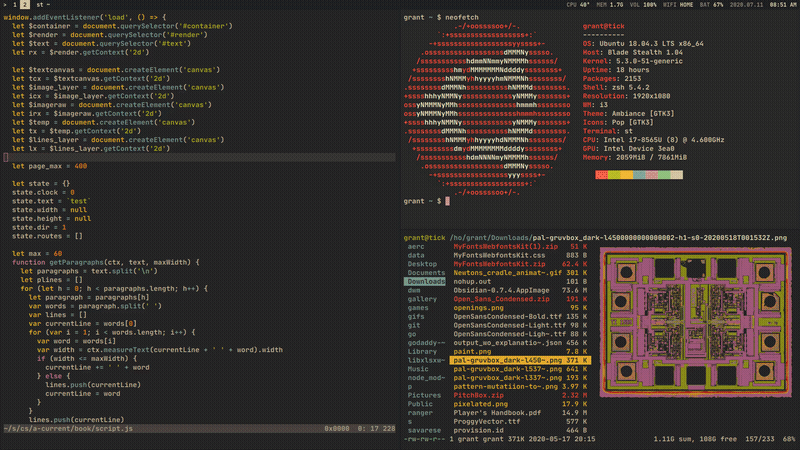 1 2 st ~ CPU 40° MEM 1.7G VOL 100% WIFI HOME BAT 67% 2020.07.11 08:51 AM
window.addEventListener('load', () => {
  let $container = document.querySelector('#container')
  let $render = document.querySelector('#render')
  let $text = document.querySelector('#text')
  let rx = $render.getContext('2d')
  let $textcanvas = document.createElement('canvas')
  let tcx = $textcanvas.getContext('2d')
  let $image_layer = document.createElement('canvas')
  let icx = $image_layer.getContext('2d')
  let $imageraw = document.createElement('canvas')
  let irx = $imageraw.getContext('2d')
  let $temp = document.createElement('canvas')
  let tx = $temp.getContext('2d')
  let $lines_layer = document.createElement('canvas')
  let lx = $lines_layer.getContext('2d')
  let page_max = 400
  let state = {}
  state.clock = 0
  state.text = `test`
  state.width = null
  state.height = null
  state.dir = 1
  state.routes = []
  let max = 60
  function getParagraphs(ctx, text, maxWidth) {
    let paragraphs = text.split('\n')
    let plines = []
    for (let h = 0; h < paragraphs.length; h++) {
      let paragraph = paragraphs[h]
      var words = paragraph.split(' ')
      var lines = []
      var currentLine = words[0]
      for (var i = 1; i < words.length; i++) {
        var word = words[i]
        var width = ctx.measureText(currentLine + ' ' + word).width
        if (width <= maxWidth) {
          currentLine += ' ' + word
        } else {
          lines.push(currentLine)
          currentLine = word
        }
      }
      lines.push(currentLine)
~/s/cs/a-current/book/script.js 0x0000 0: 17 228
grant ~ $ neofetch
grant@tick
----------
OS: Ubuntu 18.04.3 LTS x86_64
Host: Blade Stealth 1.04
Kernel: 5.3.0-51-generic
Uptime: 18 hours
Packages: 2153
Shell: zsh 5.4.2
Resolution: 1920x1080
WM: i3
Theme: Ambiance [GTK3]
Icons: Pop [GTK3]
Terminal: st
CPU: Intel i7-8565U (8) @ 4.600GHz
GPU: Intel Device 3ea0
Memory: 2059MiB / 7861MiB
grant ~ $
grant@tick /ho/grant/Downloads/pal-gruvbox_dark-l4500000000000002-h1-s0-20200518T001532Z.png
aerc MyFontsWebfontsKit(1).zip 51 K
data MyFontsWebfontsKit.css 883 B
Desktop MyFontsWebfontsKit.zip 62.4 K
Documents Newtons_cradle_animat~.gif 301 K
Downloads nohup.out 101 B
dwm Obsidian-0.7.4.AppImage 73.6 M
gallery Open_Sans_Condensed.zip 191 K
games openings.png 95 K
gifs OpenSansCondensed-Bold.ttf 135 K
git OpenSansCondensed-Ligh~.ttf 98 K
go OpenSansCondensed-Ligh~.ttf 88 K
godaddy~ output_wo_explanatio~.json 456 K
Library paint.png 7.8 K
libxlsxw~ pal-gruvbox_dark-l450~.png 371 K
Music pal-gruvbox_dark-l537~.png 641 K
node_mod~ pal-gruvbox_dark-l337~.png 193 K
p pattern-mutatiion-to~.png 3.97 K
Pictures PitchBox.zip 2.32 M
Public pixelated.png 17.9 K
ranger Player's Handbook.pdf 14.9 M
s ProggyVector.ttf 577 K
savarese provision.id 464 B
-rw-rw-r-- 1 grant grant 371K 2020-05-17 20:15 1.11G sum, 108G free 157/233 68%